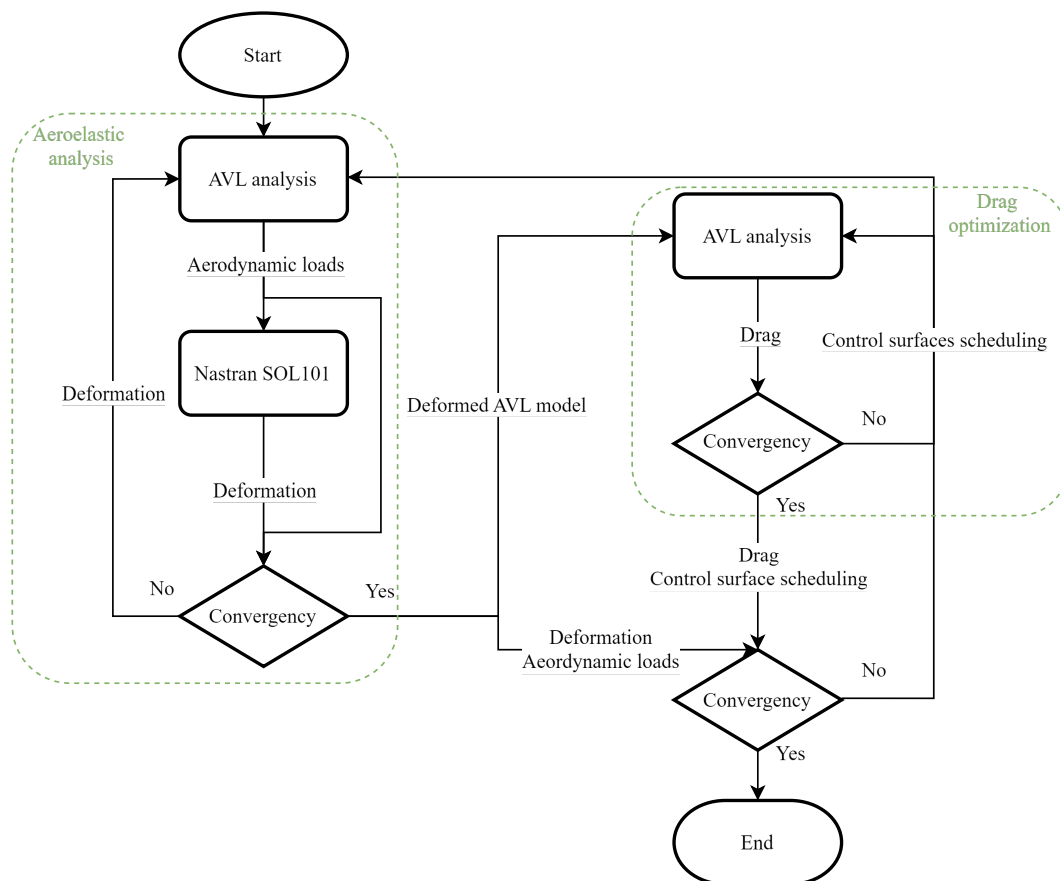 Start
Aeroelastic
analysis
AVL analysis
Aerodynamic loads
Nastran SOL101
Deformation
Deformation
No
Convergency
Yes
Deformed AVL model
Drag
optimization
AVL analysis
Drag
Control surfaces scheduling
Convergency
No
Yes
Drag
Control surface scheduling
Deformation
Aeordynamic loads
Convergency
No
Yes
End